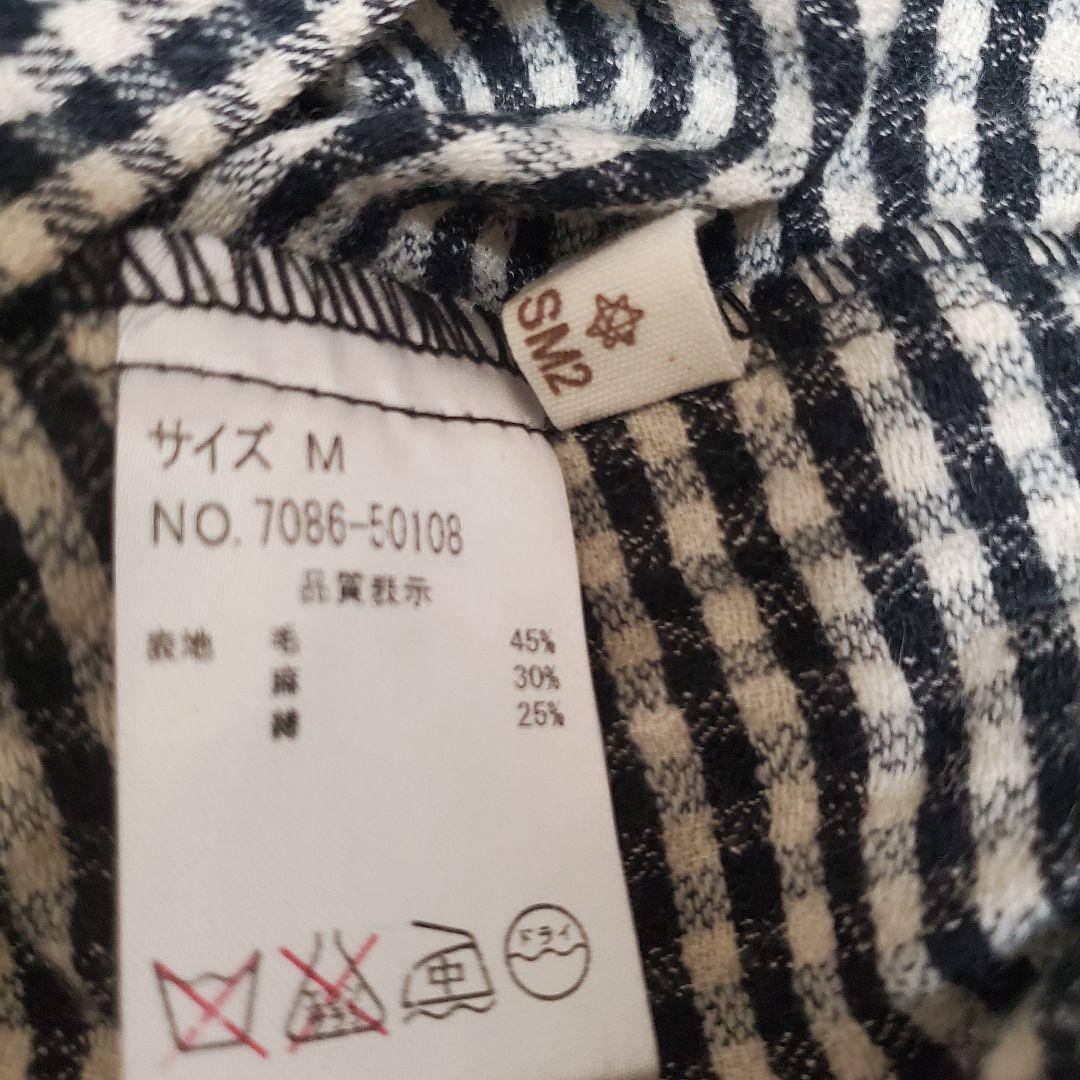 SM2
サイズ M
NO. 7086-50108
品質表示
表地 毛 45%
麻 30%
綿 25%
中
ドライ